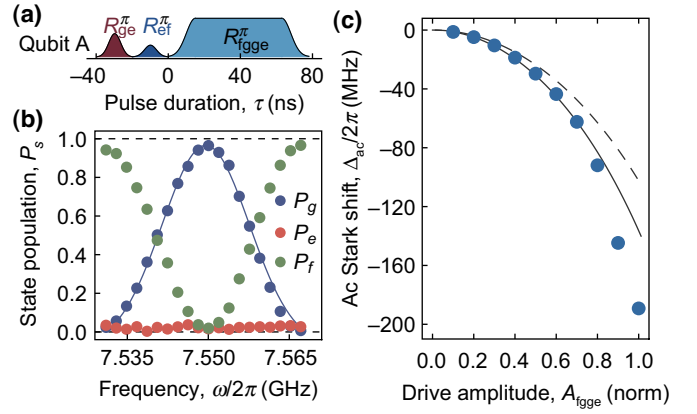 (a)
R^π_ge R^π_ef R^π_fgge
Qubit A
−40 0 40 80
Pulse duration, τ (ns)
(b)
State population, P_s
1.0
0.8
0.6
0.4
0.2
0.0
P_g
P_e
P_f
7.535 7.550 7.565
Frequency, ω/2π (GHz)
(c)
Ac Stark shift, Δ_ac/2π (MHz)
0
−40
−80
−120
−160
−200
0.0 0.2 0.4 0.6 0.8 1.0
Drive amplitude, A_fgge (norm)